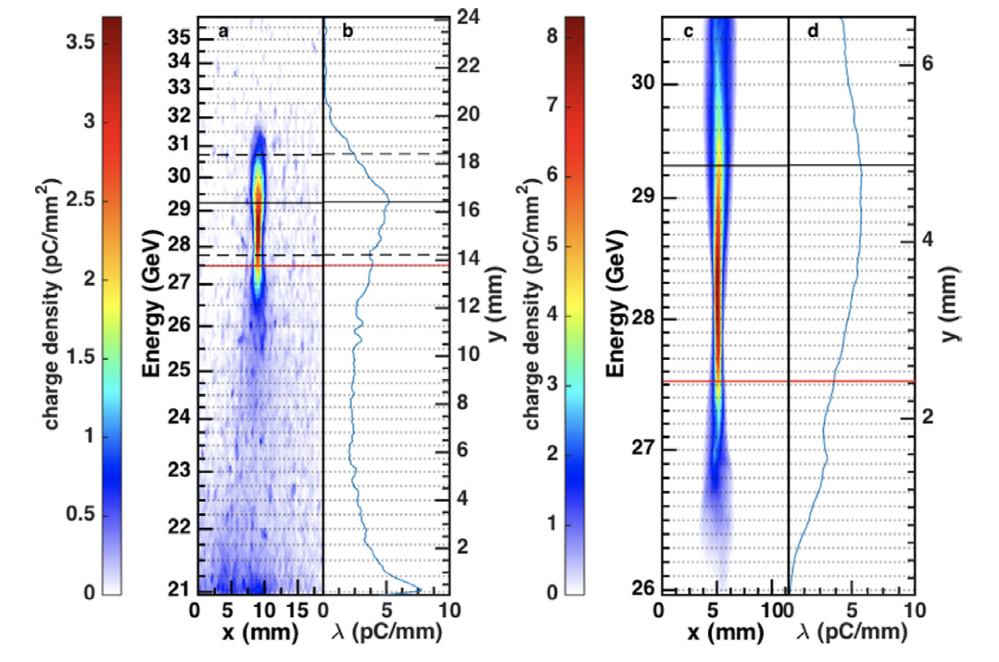 a
b
c
d
3.5
3
2.5
2
1.5
1
0.5
0
charge density (pC/mm²)
35
34
33
32
31
30
29
28
27
26
25
24
23
22
21
Energy (GeV)
0 5 10 15
x (mm)
0 5 10
λ (pC/mm)
24
22
20
18
16
14
12
10
8
6
4
2
y (mm)
8
7
6
5
4
3
2
1
0
charge density (pC/mm²)
30
29
28
27
26
Energy (GeV)
0 5 10
x (mm)
0 5 10
λ (pC/mm)
6
4
2
y (mm)